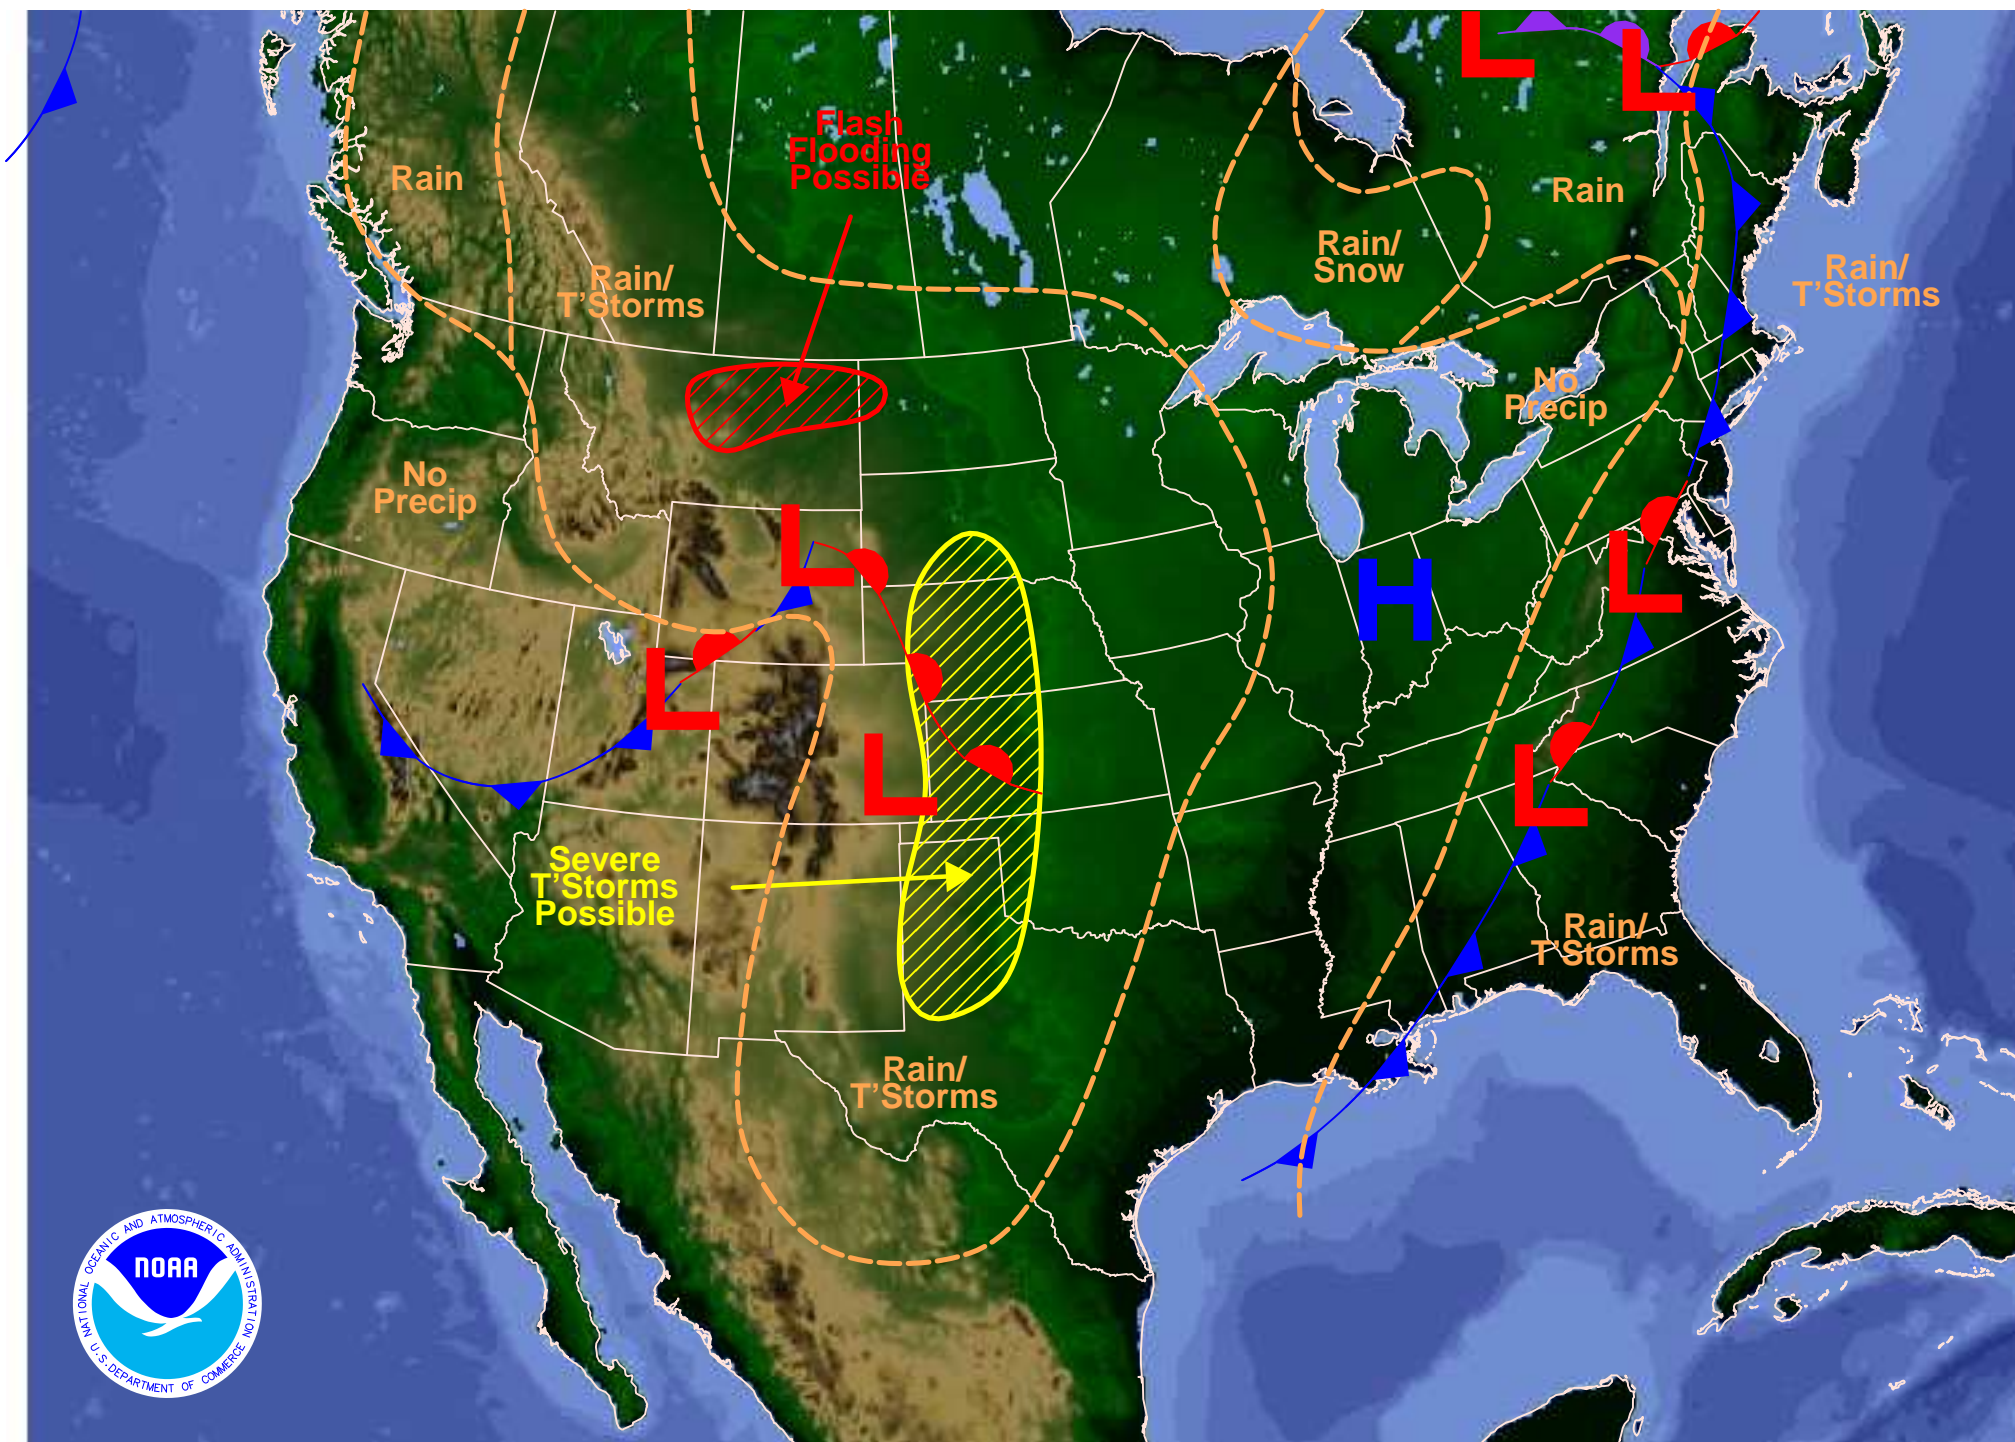 Flash
Flooding
Possible
L
L
Rain
Rain
Rain/
Snow
Rain/
T'Storms
Rain/
T'Storms
No
Precip
No
Precip
L
H
L
L
L
L
Severe
T'Storms
Possible
Rain/
T'Storms
Rain/
T'Storms
NATIONAL OCEANIC AND ATMOSPHERIC ADMINISTRATION
NOAA
U.S. DEPARTMENT OF COMMERCE